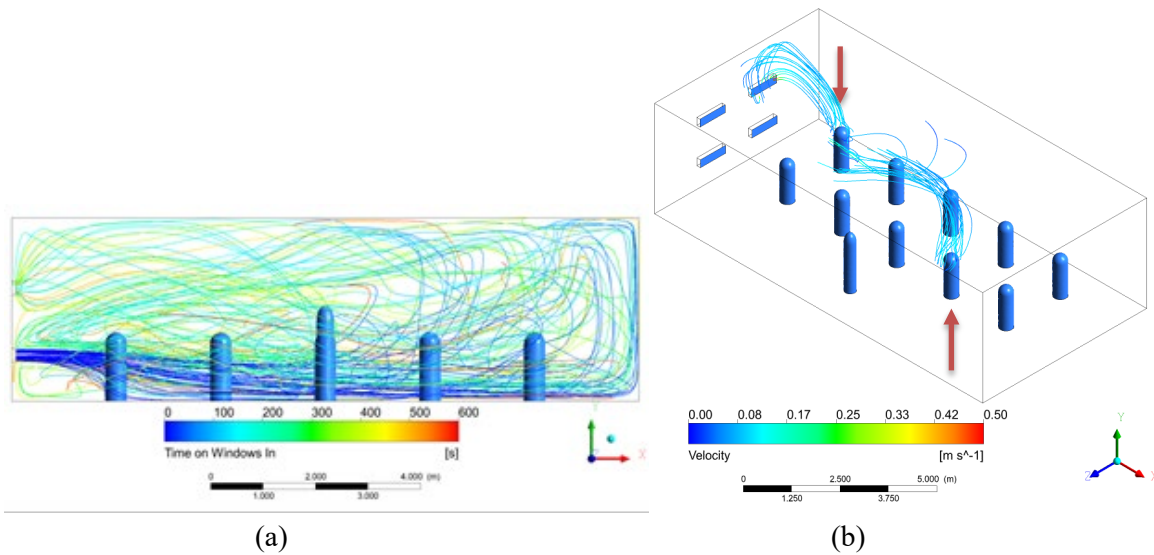 0 100 200 300 400 500 600
Time on Windows In [s]
0 2.000 4.000 (m)
1.000 3.000
Y
X
(a)
0.00 0.08 0.17 0.25 0.33 0.42 0.50
Velocity [m s^-1]
0 2.500 5.000 (m)
1.250 3.750
Y
Z
X
(b)